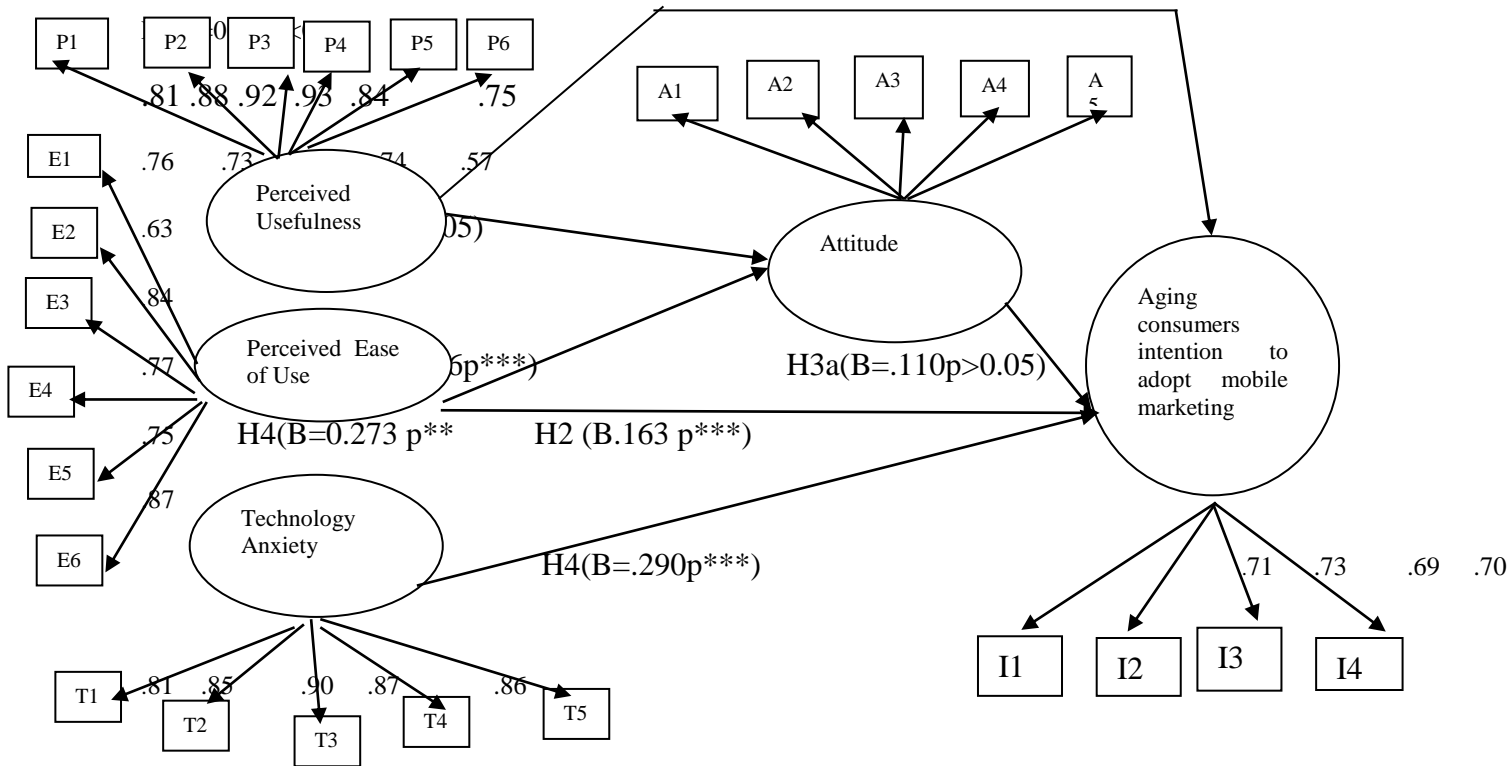 P1
P2
P3
P4
P5
P6
.81 .88 .92 .93 .84 .75
A1
A2
A3
A4
A
E1
.76 .73 .74 .57
Perceived
Usefulness
E2
.63
05)
Attitude
E3
.84
Aging
consumers
intention to
adopt mobile
marketing
Perceived Ease
of Use
.77
6p***)
H3a(B=.110p>0.05)
E4
H4(B=0.273 p**
H2 (B.163 p***)
.75
E5
.87
Technology
Anxiety
E6
H4(B=.290p***)
.71 .73 .69 .70
I1
I2
I3
I4
T1
.81 .85 .90 .87 .86
T2
T3
T4
T5